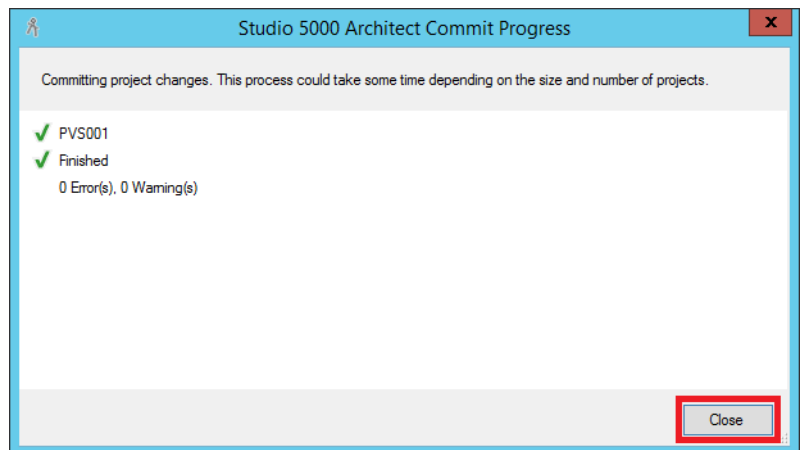 Studio 5000 Architect Commit Progress
x
Committing project changes. This process could take some time depending on the size and number of projects.
PVS001
Finished
0 Error(s), 0 Warning(s)
Close